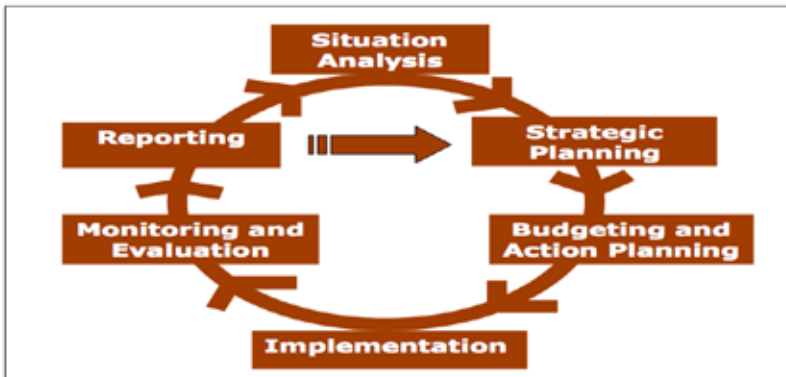 Situation
Analysis
Reporting
Strategic
Planning
Monitoring and
Evaluation
Budgeting and
Action Planning
Implementation